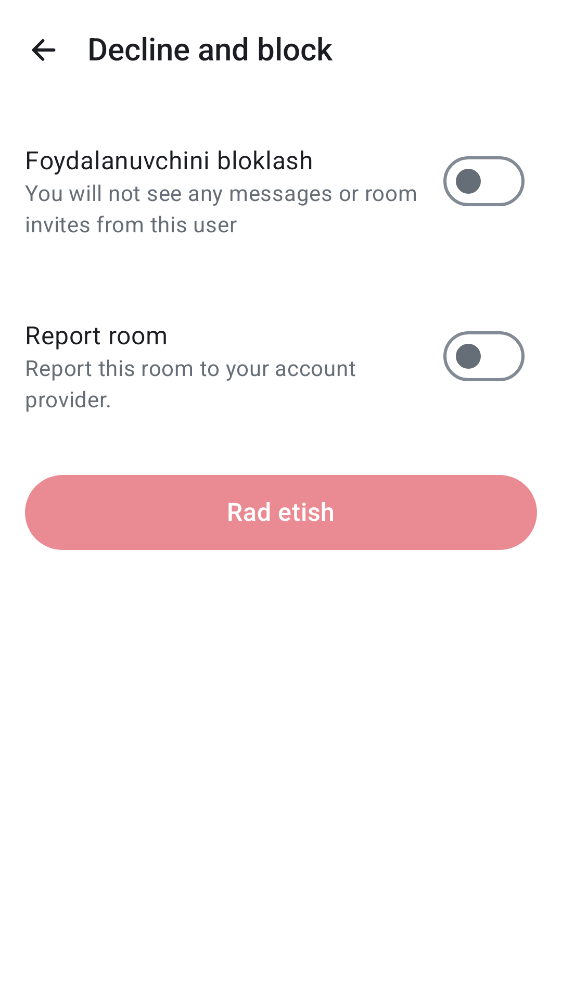 Decline and block
Foydalanuvchini bloklash
You will not see any messages or room
invites from this user
Report room
Report this room to your account
provider.
Rad etish